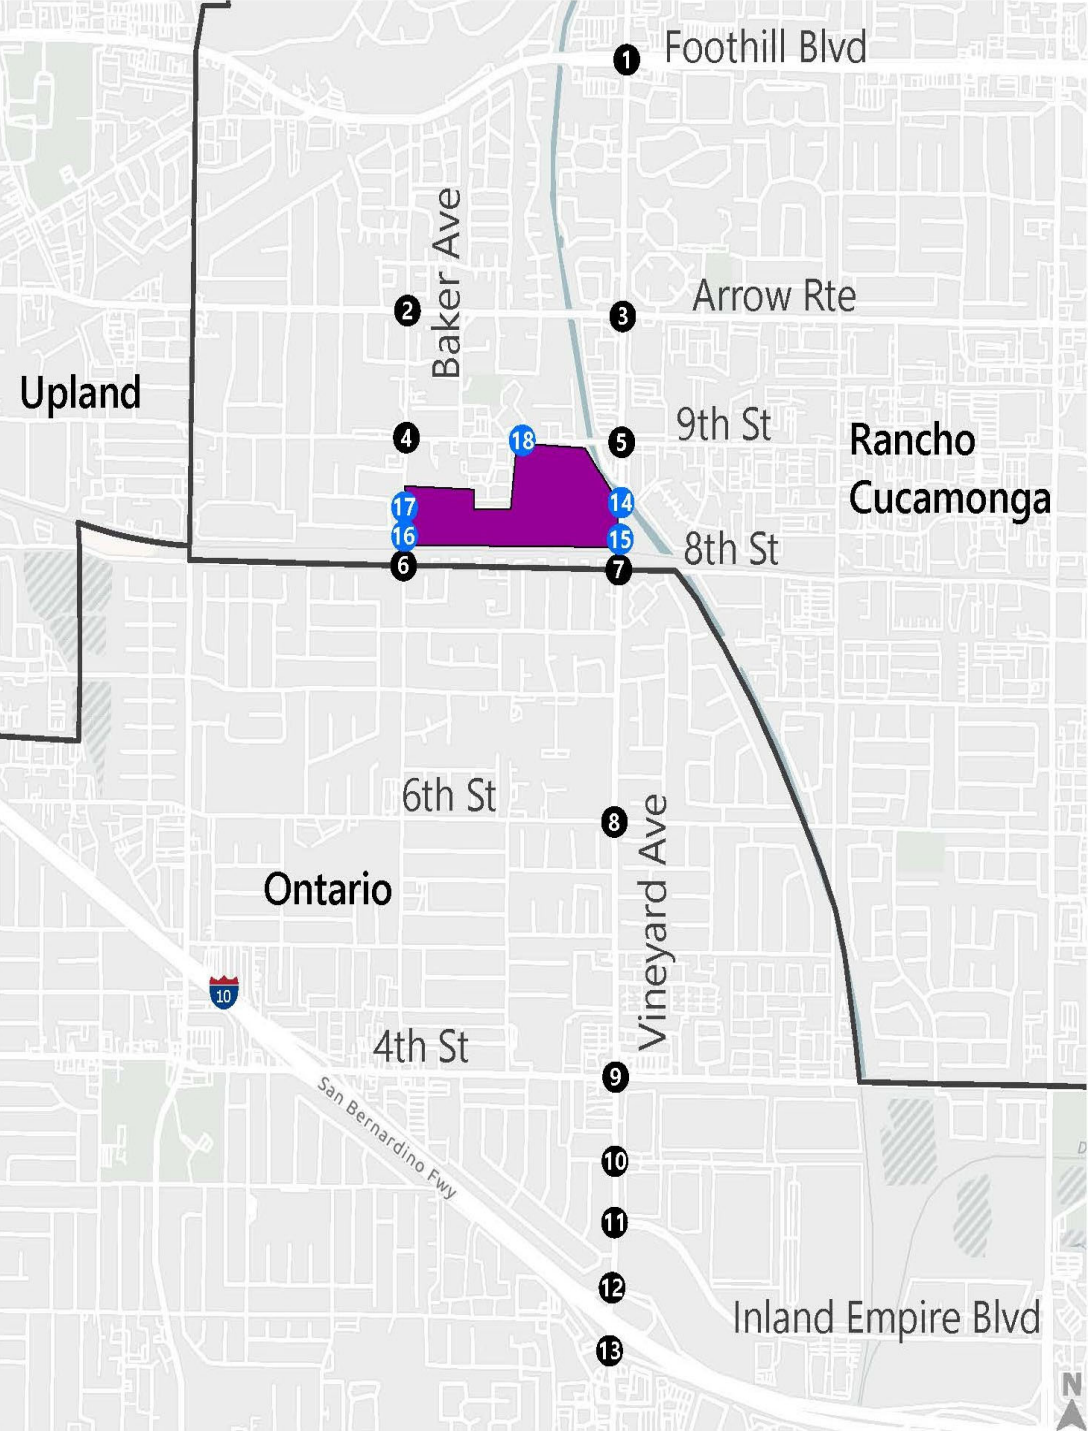 1 Foothill Blvd
Baker Ave
2
3
Arrow Rte
Upland
4
18
5
9th St
Rancho
Cucamonga
17
14
16
15
8th St
6
7
6th St
8
Vineyard Ave
Ontario
10
4th St
9
San Bernardino Fwy
10
D
11
12
Inland Empire Blvd
13
N